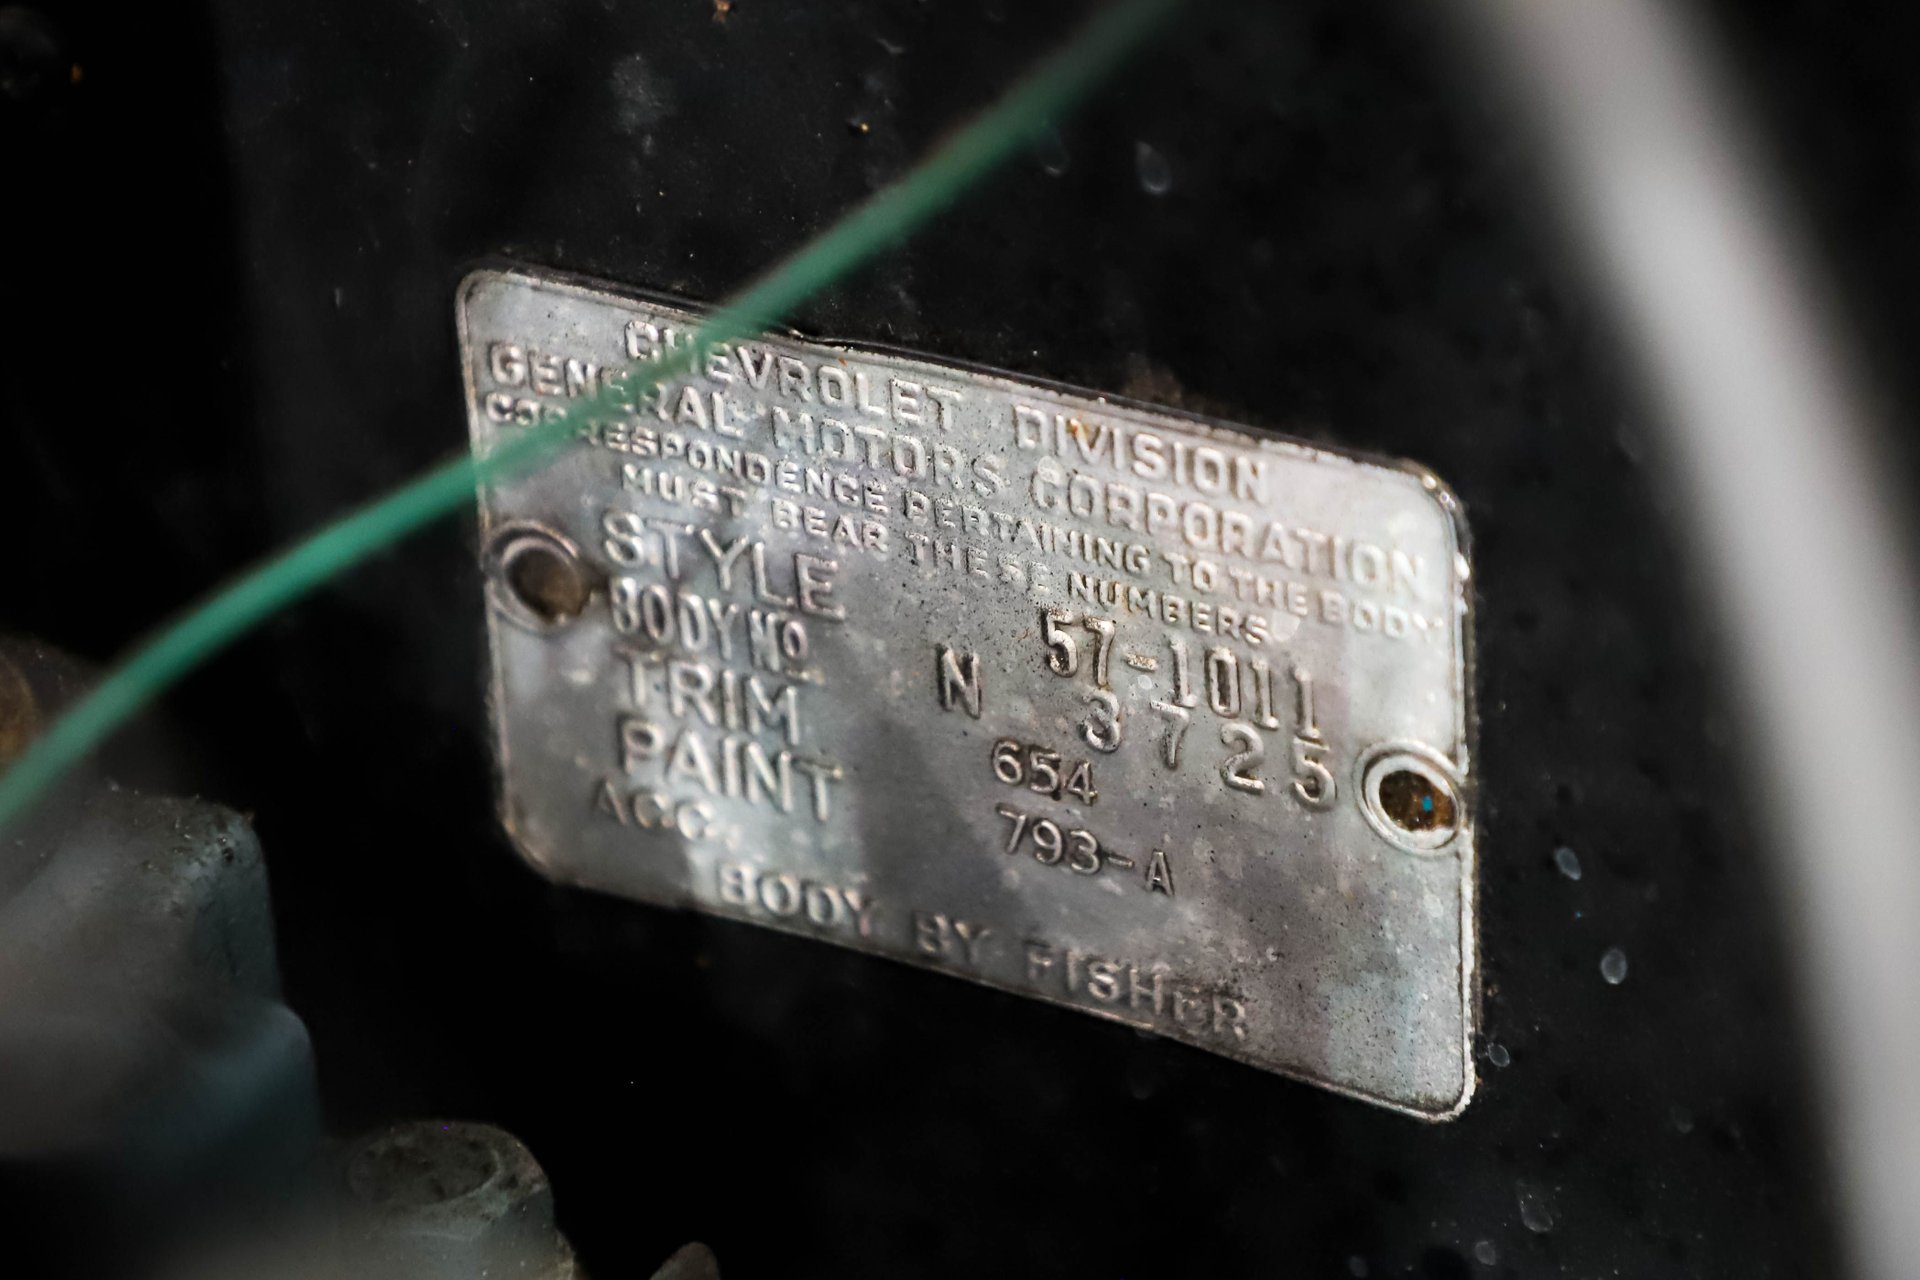 CHEVROLET DIVISION
GENERAL MOTORS CORPORATION
CORRESPONDENCE PERTAINING TO THE BODY
MUST BEAR THESE NUMBERS
STYLE 57-1011
BODY NO. N 3725
TRIM 654
PAINT 793-A
ACC.
BODY BY FISHER